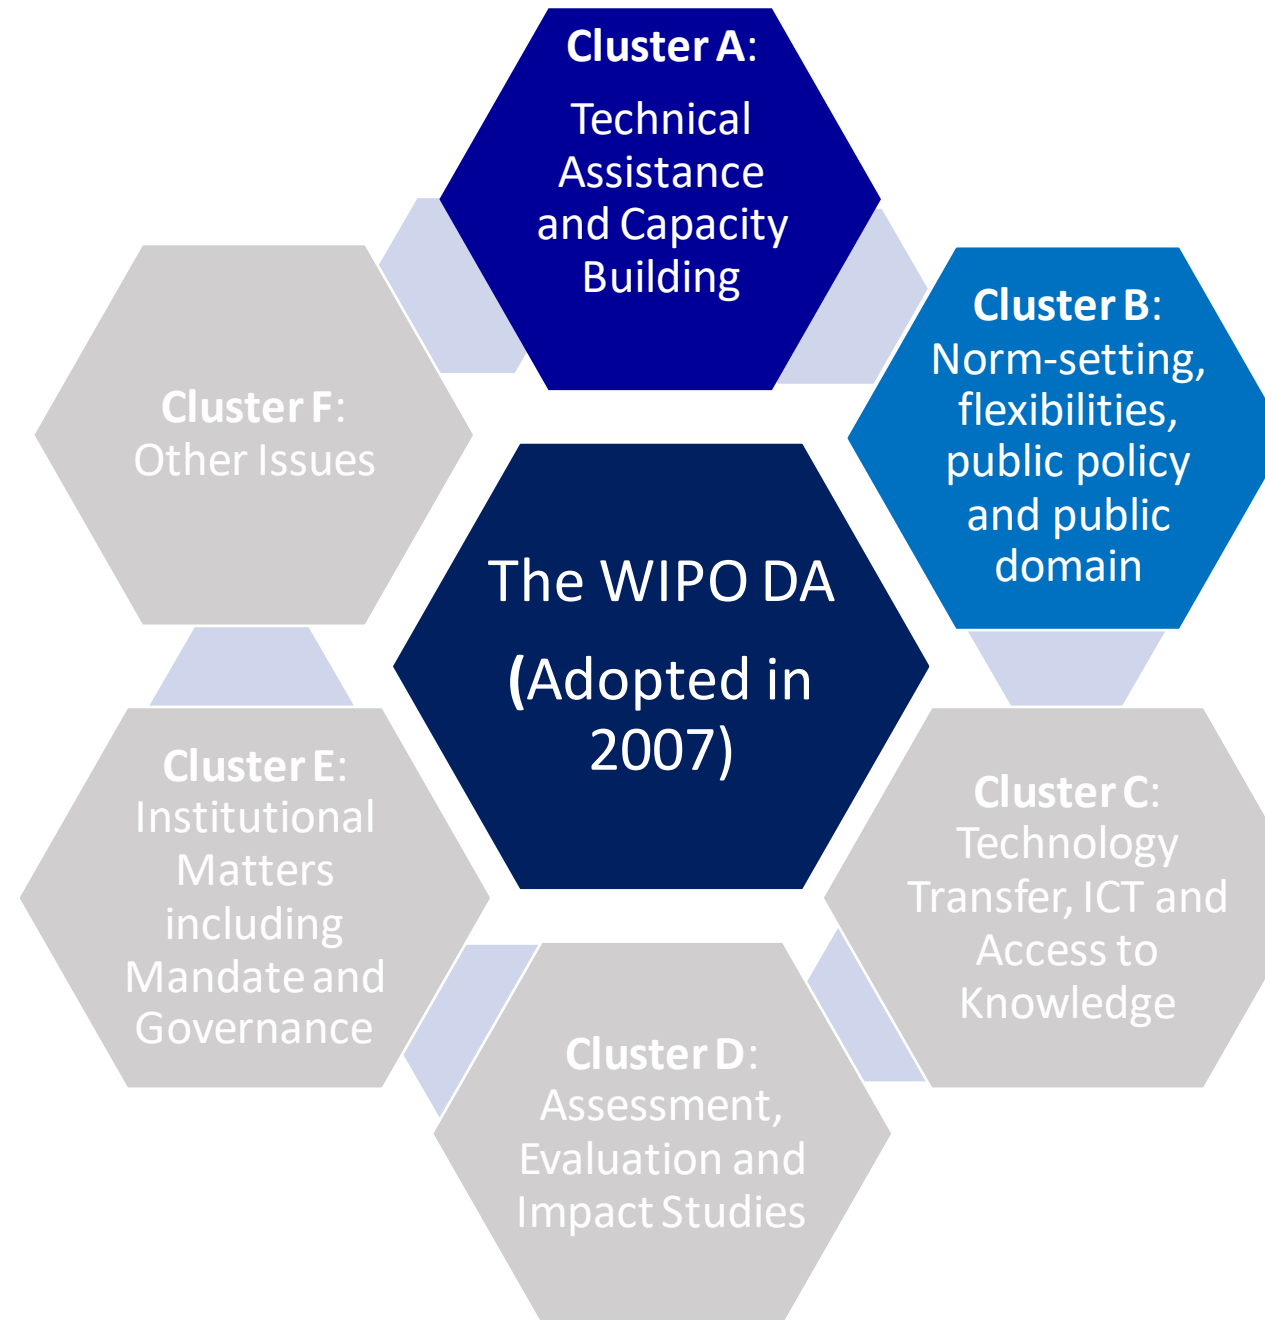 Cluster A:
Technical
Assistance
and Capacity
Building
Cluster B:
Norm-setting,
flexibilities,
public policy
and public
domain
Cluster C:
Technology
Transfer, ICT and
Access to
Knowledge
Cluster D:
Assessment,
Evaluation and
Impact Studies
Cluster E:
Institutional
Matters
including
Mandate and
Governance
Cluster F:
Other Issues
The WIPO DA
(Adopted in
2007)